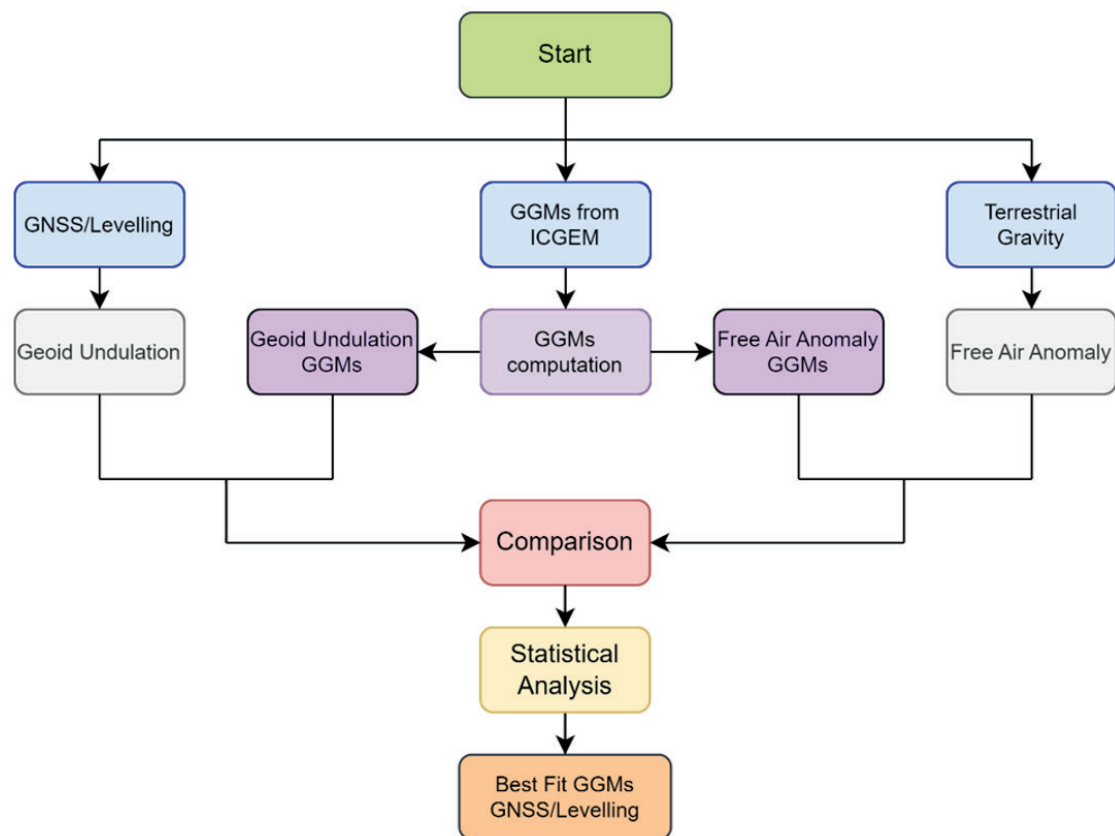 Start
GNSS/Levelling
GGMs from
ICGEM
Terrestrial
Gravity
Geoid Undulation
Geoid Undulation
GGMs
GGMs
computation
Free Air Anomaly
GGMs
Free Air Anomaly
Comparison
Statistical
Analysis
Best Fit GGMs
GNSS/Levelling